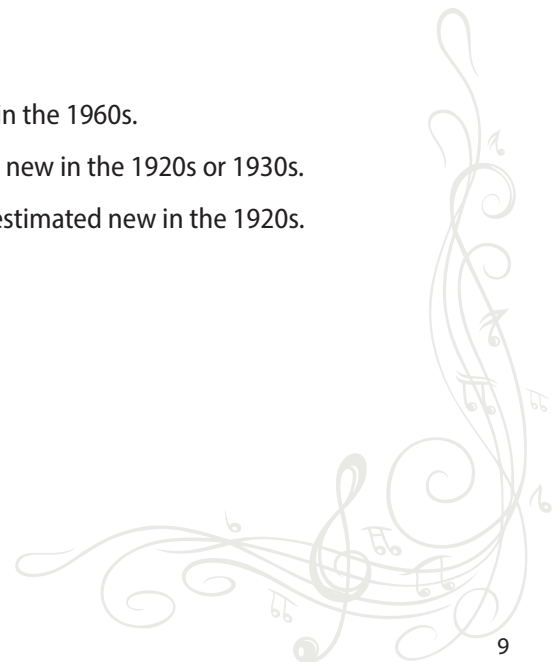 in the 1960s.
new in the 1920s or 1930s.
estimated new in the 1920s.
9